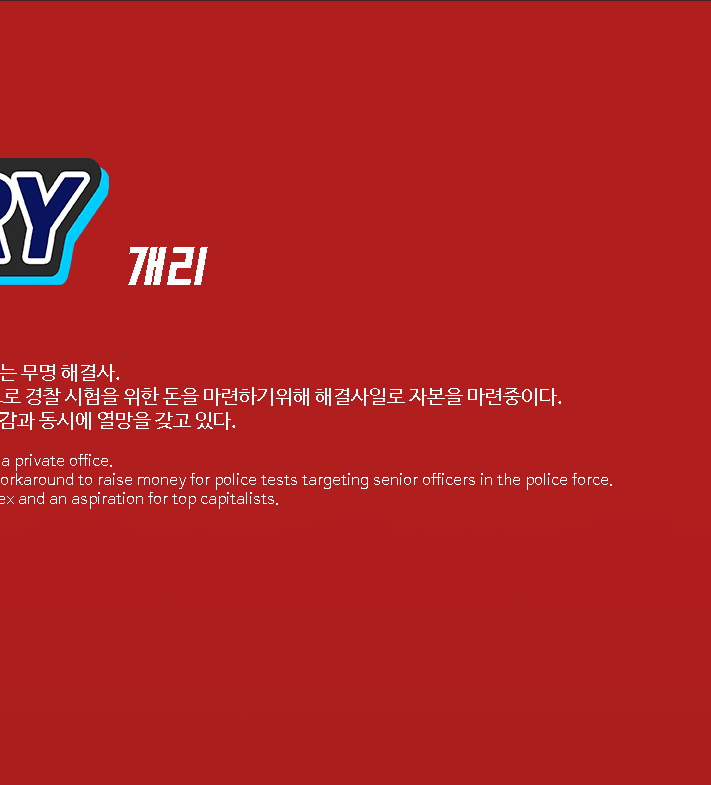 RY
개리
는 무명 해결사.
로 경찰 시험을 위한 돈을 마련하기위해 해결사일로 자본을 마련중이다.
감과 동시에 열망을 갖고 있다.
a private office.
orkaround to raise money for police tests targeting senior officers in the police force.
ex and an aspiration for top capitalists.